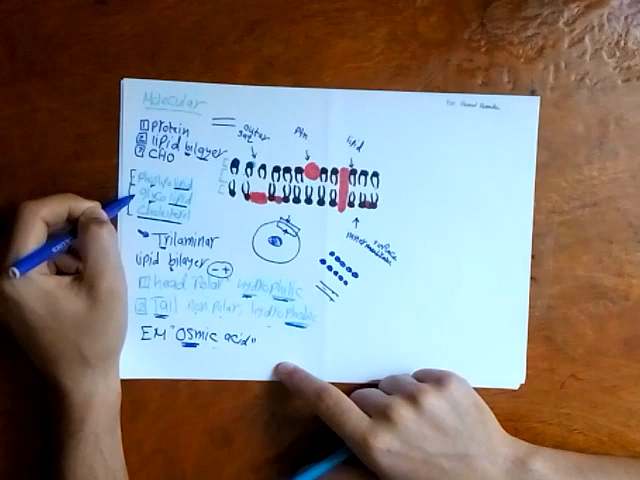 Molecular
1 protein
2 lipid bilayer
3 CHO
outer
pin
lipid
phospholipid
glycolipid
cholesterol
Trilaminar
lipid bilayer - +
surface
1 head Polar hydrophilic
2 Tail non Polar, hydrophobic
EM "Osmic acid"